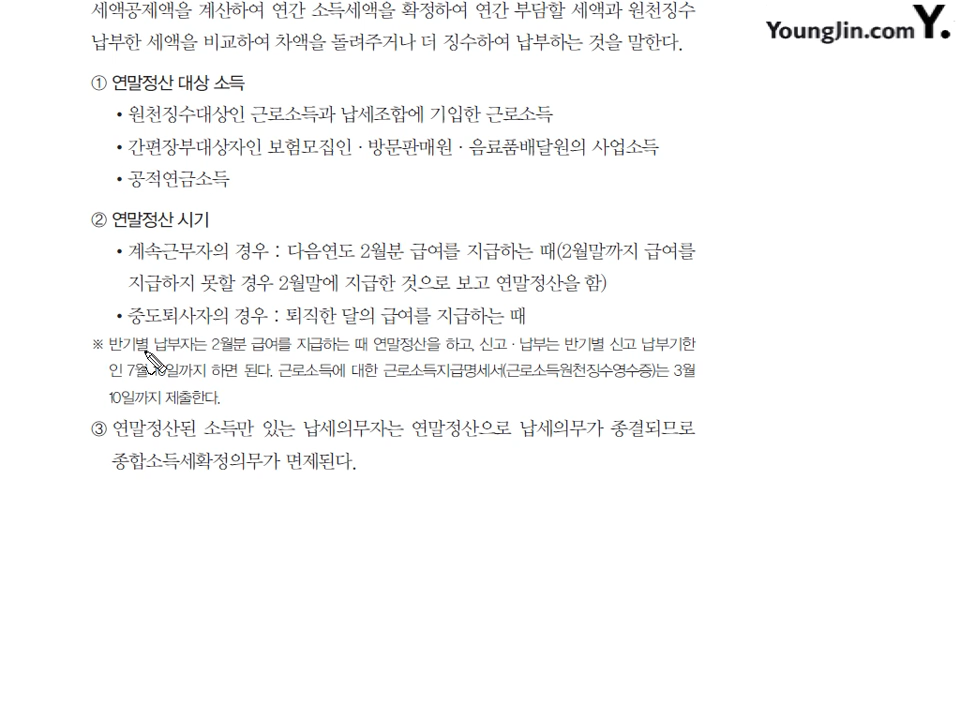 세액공제액을 계산하여 연간 소득세액을 확정하여 연간 부담할 세액과 원천징수
납부한 세액을 비교하여 차액을 돌려주거나 더 징수하여 납부하는 것을 말한다.
YoungJin.com Y.
① 연말정산 대상 소득
• 원천징수대상인 근로소득과 납세조합에 기입한 근로소득
• 간편장부대상자인 보험모집인 · 방문판매원 · 음료품배달원의 사업소득
• 공적연금소득
② 연말정산 시기
• 계속근무자의 경우 : 다음연도 2월분 급여를 지급하는 때(2월말까지 급여를
지급하지 못할 경우 2월말에 지급한 것으로 보고 연말정산을 함)
• 중도퇴사자의 경우 : 퇴직한 달의 급여를 지급하는 때
※ 반기별 납부자는 2월분 급여를 지급하는 때 연말정산을 하고, 신고 · 납부는 반기별 신고 납부기한
인 7월 10일까지 하면 된다. 근로소득에 대한 근로소득지급명세서(근로소득원천징수영수증)는 3월
10일까지 제출한다.
③ 연말정산된 소득만 있는 납세의무자는 연말정산으로 납세의무가 종결되므로
종합소득세확정의무가 면제된다.